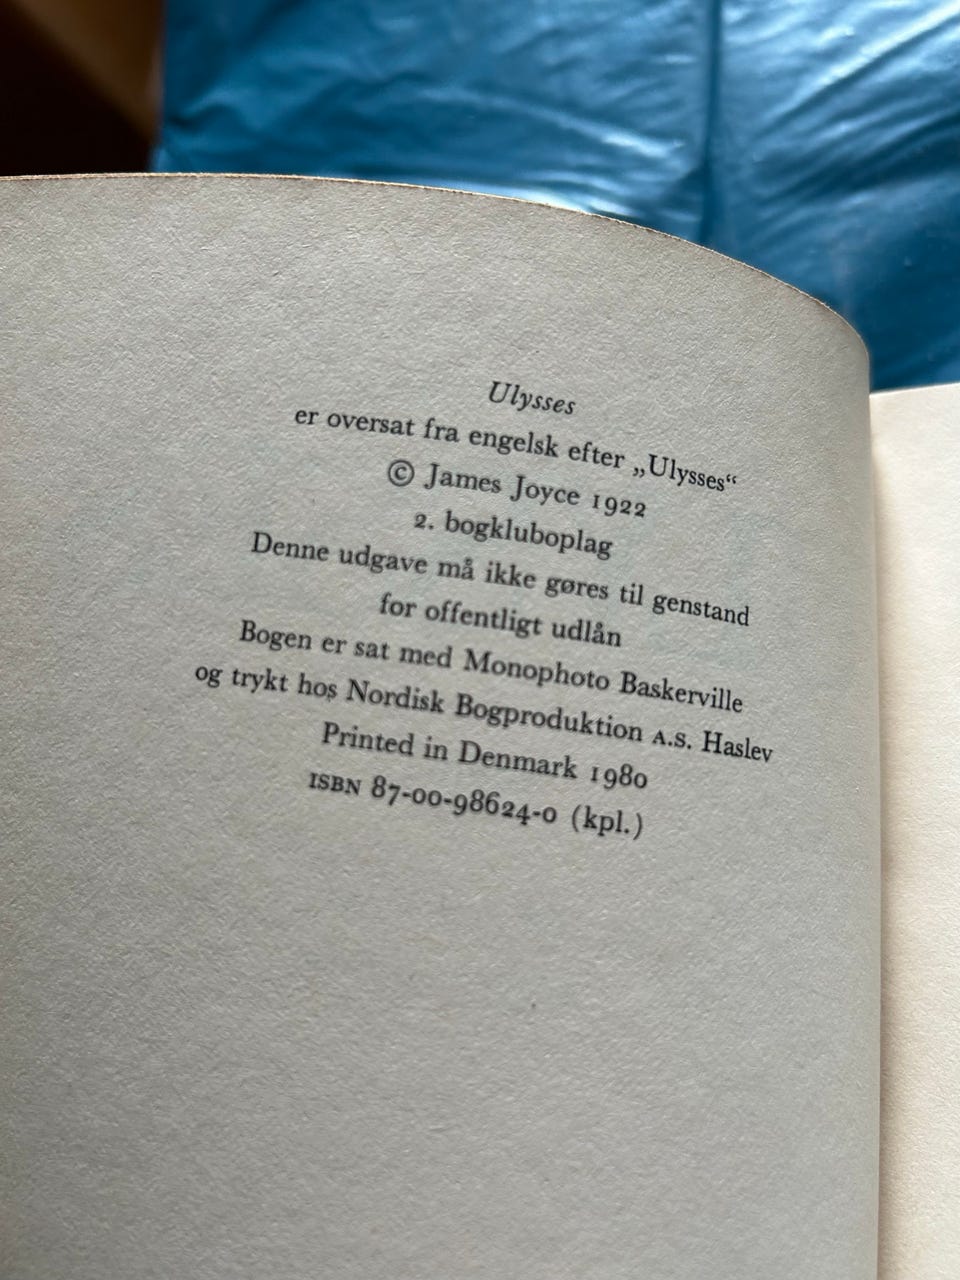 Ulysses
er oversat fra engelsk efter „Ulysses“
© James Joyce 1922
2. bogkluboplag
Denne udgave må ikke gøres til genstand
for offentligt udlån
Bogen er sat med Monophoto Baskerville
og trykt hos Nordisk Bogproduktion A.S. Haslev
Printed in Denmark 1980
ISBN 87-00-98624-0 (kpl.)